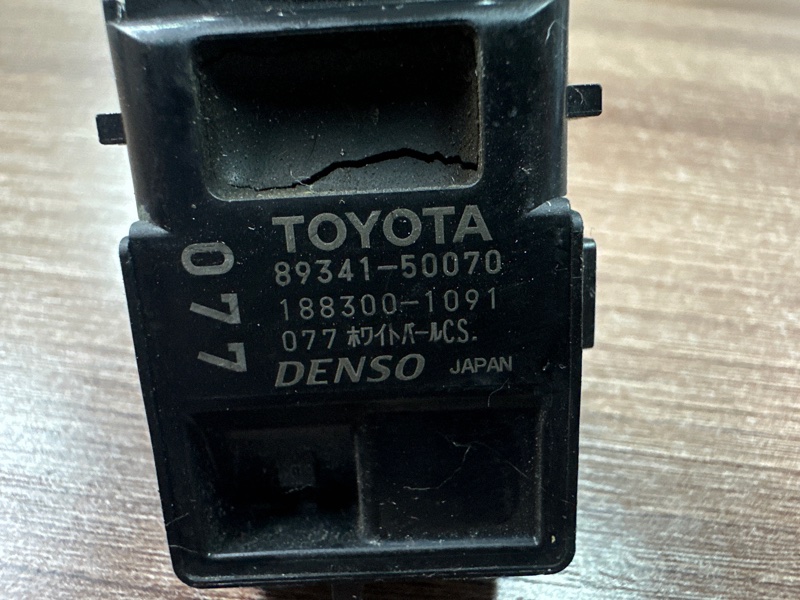 TOYOTA
89341-50070
188300-1091
077 ﾎﾜｲﾄﾊﾟｰﾙCS.
DENSO JAPAN
077